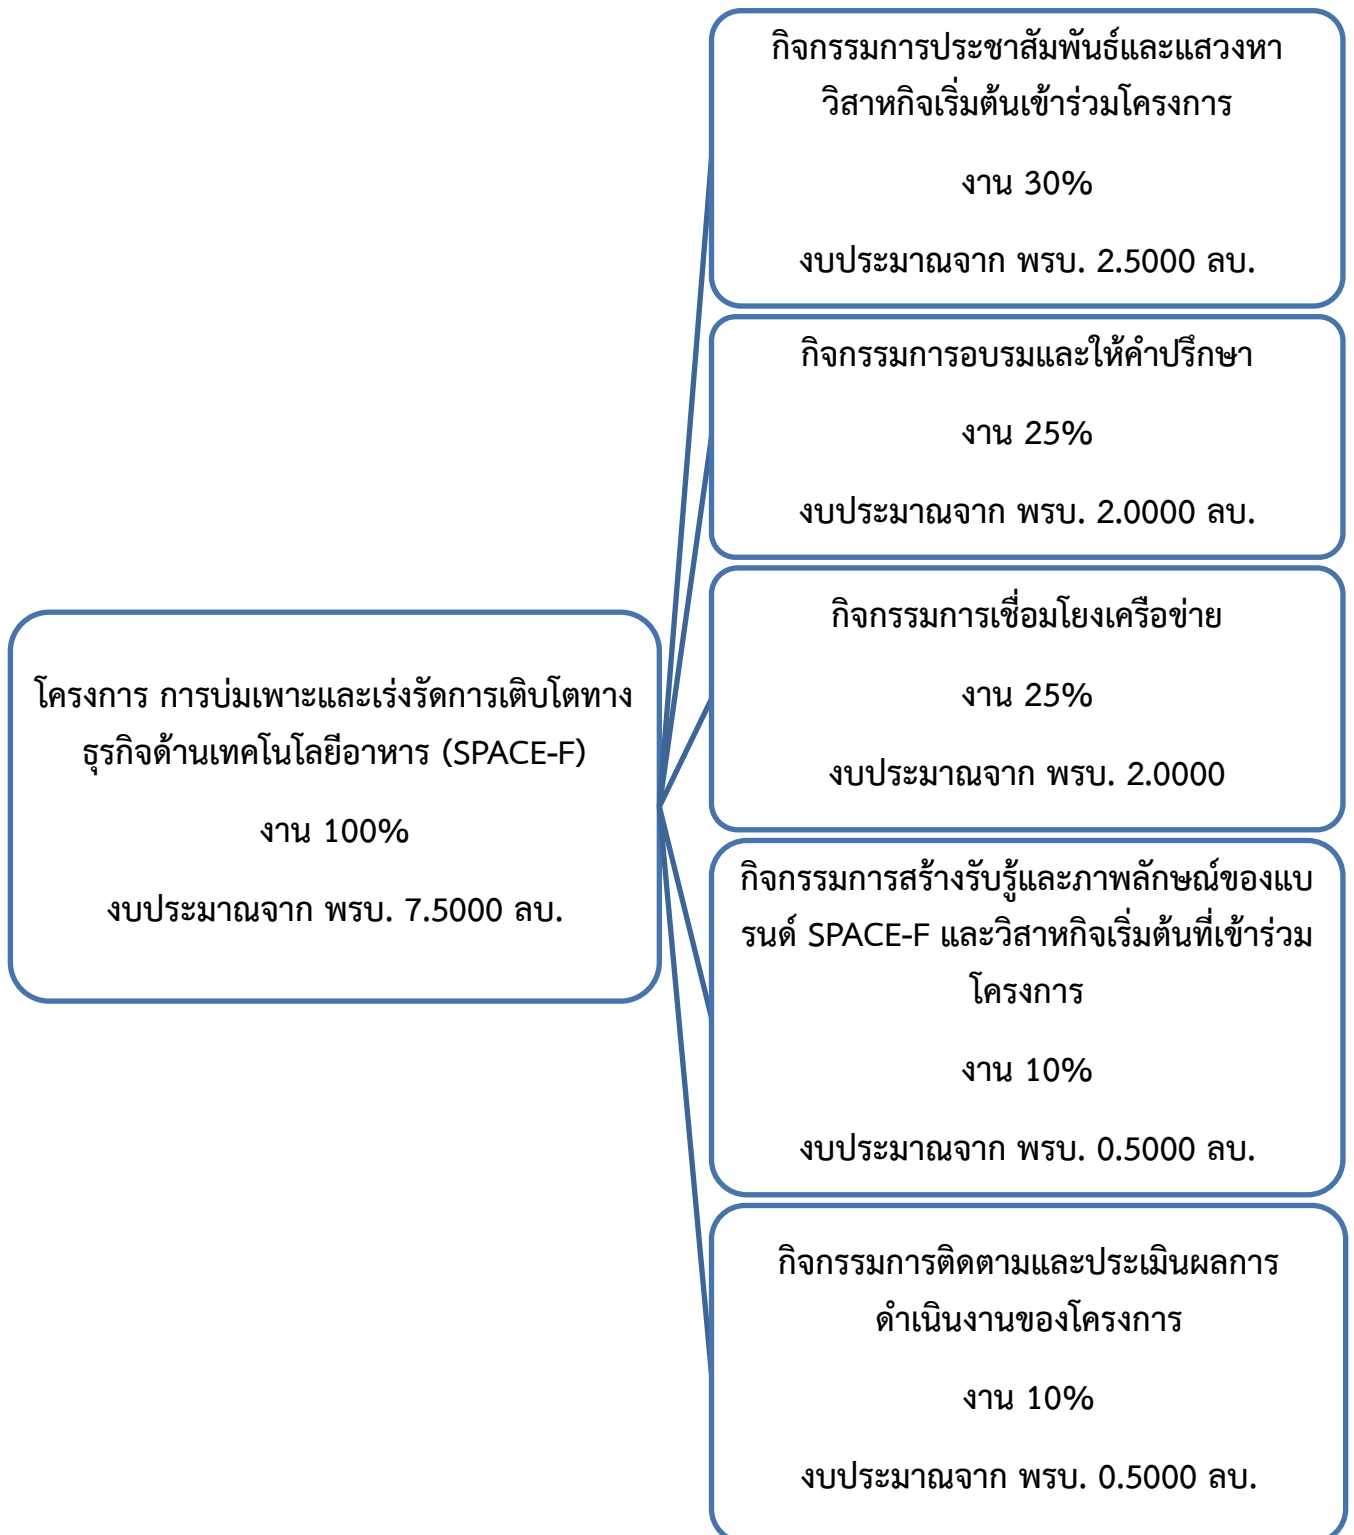 โครงการ การบ่มเพาะและเร่งรัดการเติบโตทาง
ธุรกิจด้านเทคโนโลยีอาหาร (SPACE-F)
งาน 100%
งบประมาณจาก พรบ. 7.5000 ลบ.
กิจกรรมการประชาสัมพันธ์และแสวงหา
วิสาหกิจเริ่มต้นเข้าร่วมโครงการ
งาน 30%
งบประมาณจาก พรบ. 2.5000 ลบ.
กิจกรรมการอบรมและให้คำปรึกษา
งาน 25%
งบประมาณจาก พรบ. 2.0000 ลบ.
กิจกรรมการเชื่อมโยงเครือข่าย
งาน 25%
งบประมาณจาก พรบ. 2.0000
กิจกรรมการสร้างรับรู้และภาพลักษณ์ของแบ
รนด์ SPACE-F และวิสาหกิจเริ่มต้นที่เข้าร่วม
โครงการ
งาน 10%
งบประมาณจาก พรบ. 0.5000 ลบ.
กิจกรรมการติดตามและประเมินผลการ
ดำเนินงานของโครงการ
งาน 10%
งบประมาณจาก พรบ. 0.5000 ลบ.